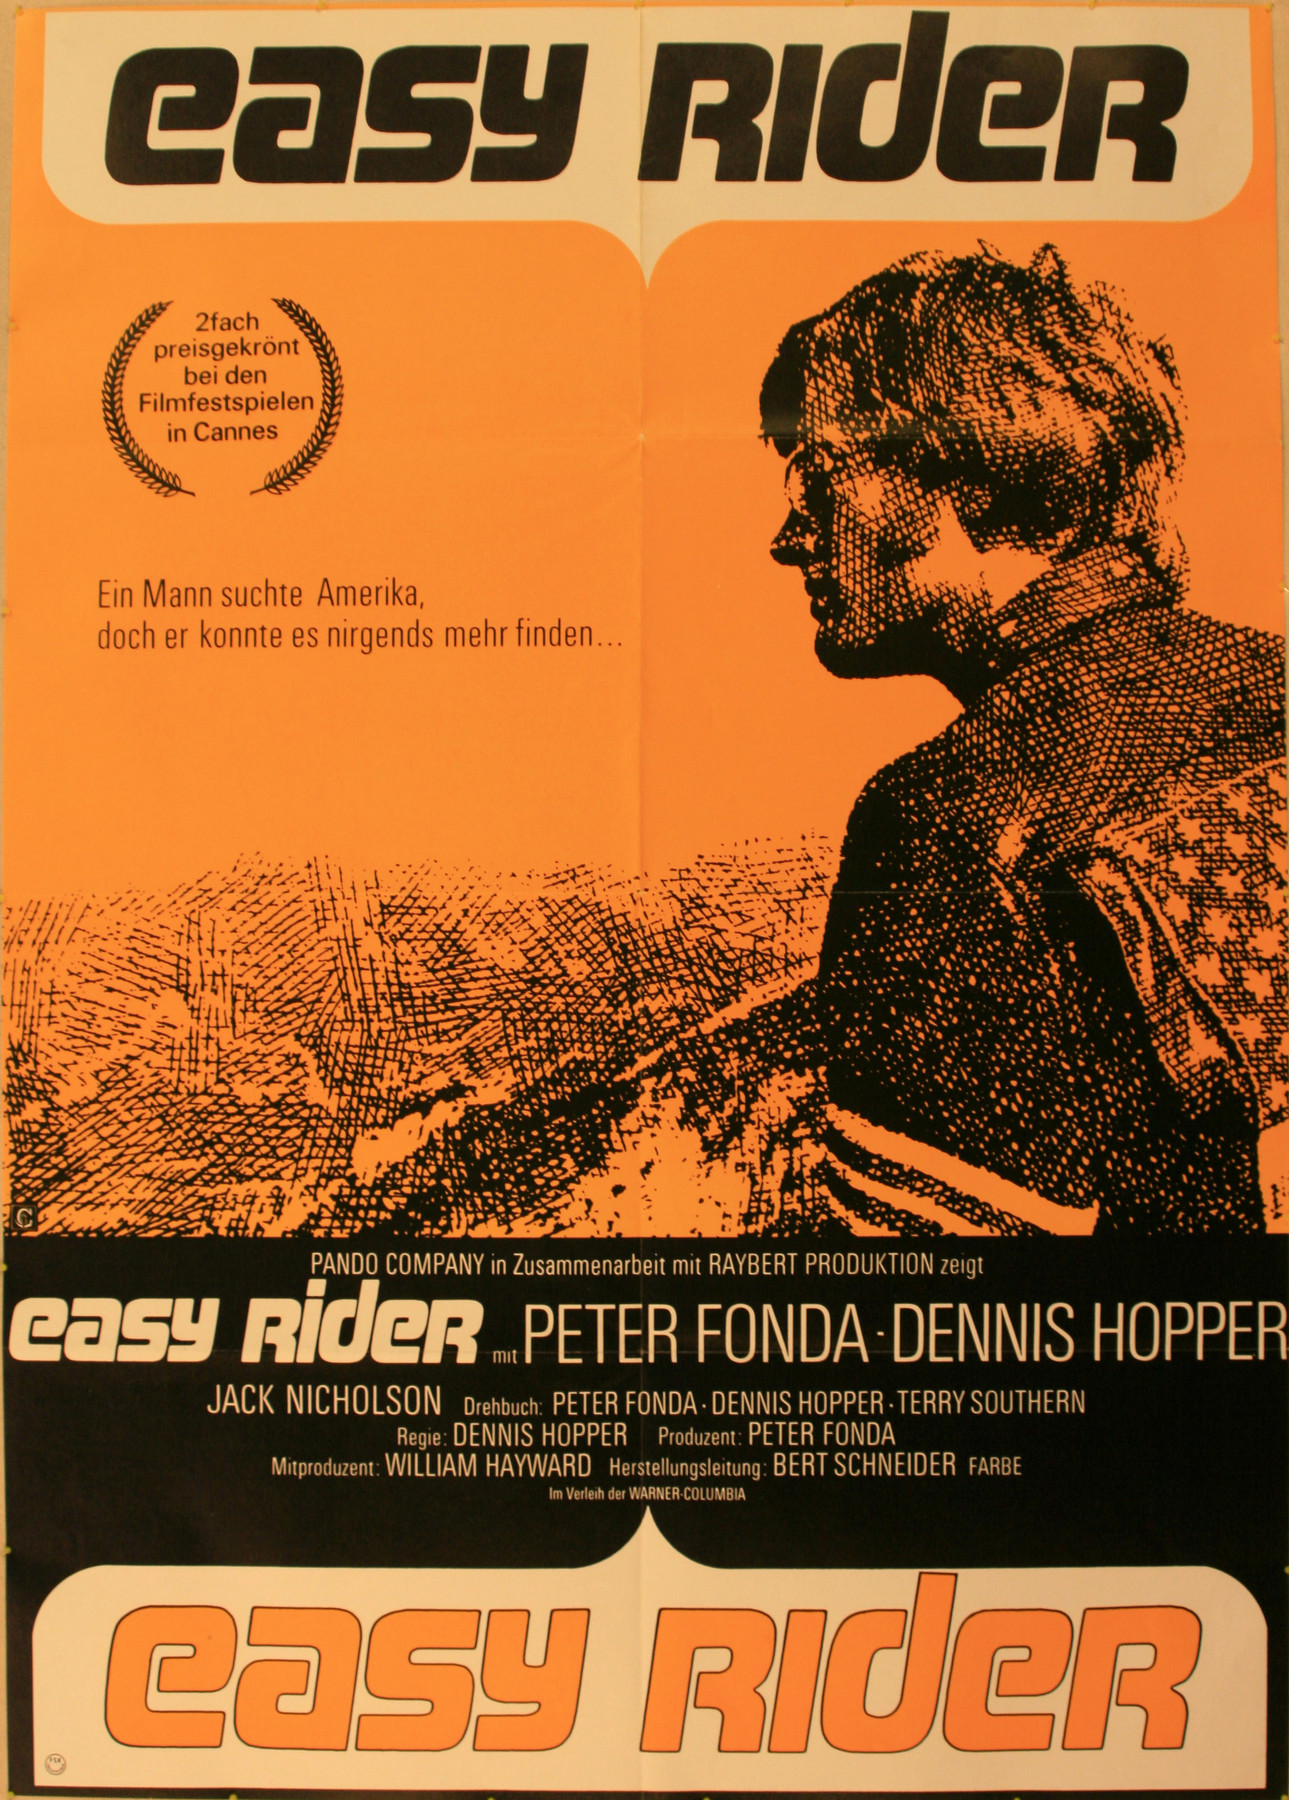 easy RideR
2fach
preisgekrönt
bei den
Filmfestspielen
in Cannes
Ein Mann suchte Amerika,
doch er konnte es nirgends mehr finden...
PANDO COMPANY in Zusammenarbeit mit RAYBERT PRODUKTION zeigt
easy RideR mit PETER FONDA · DENNIS HOPPER
JACK NICHOLSON Drehbuch: PETER FONDA · DENNIS HOPPER · TERRY SOUTHERN
Regie: DENNIS HOPPER Produzent: PETER FONDA
Mitproduzent: WILLIAM HAYWARD Herstellungsleitung: BERT SCHNEIDER FARBE
Im Verleih der WARNER-COLUMBIA
easy RideR
FSK